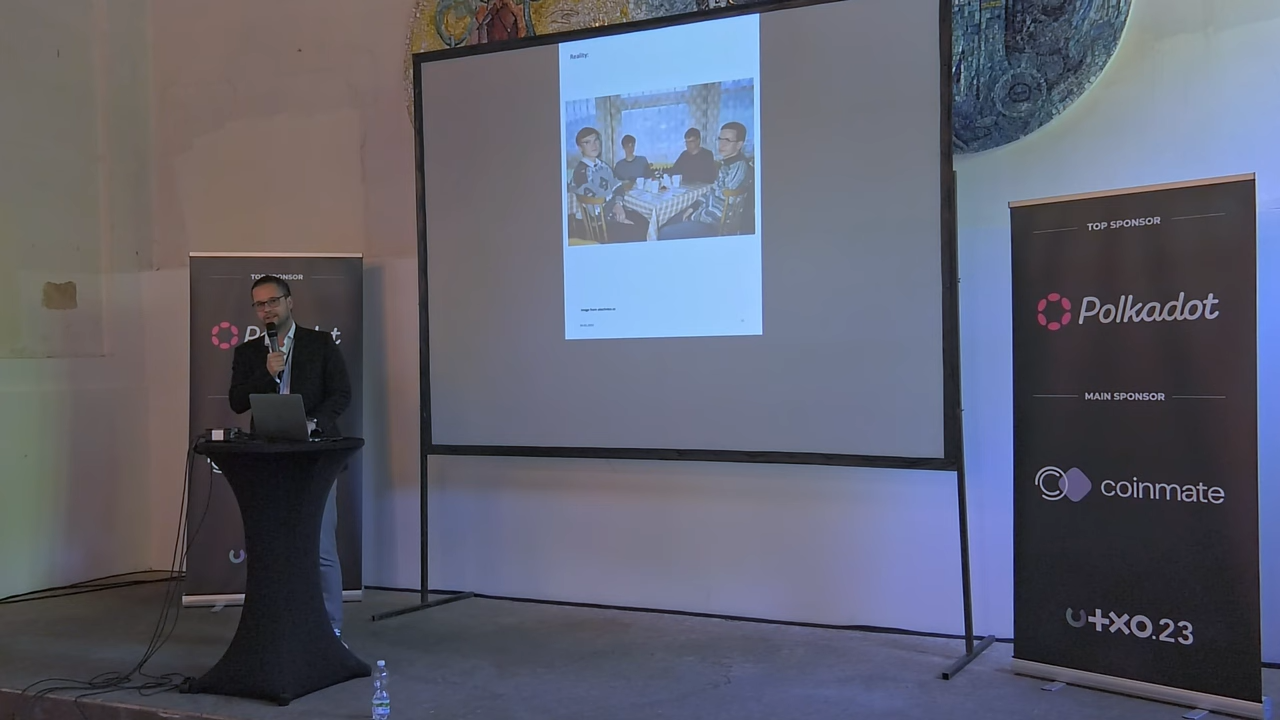 Reality:
TOP SPONSOR
Polkadot
MAIN SPONSOR
coinmate
utxo.23
TOP SPONSOR